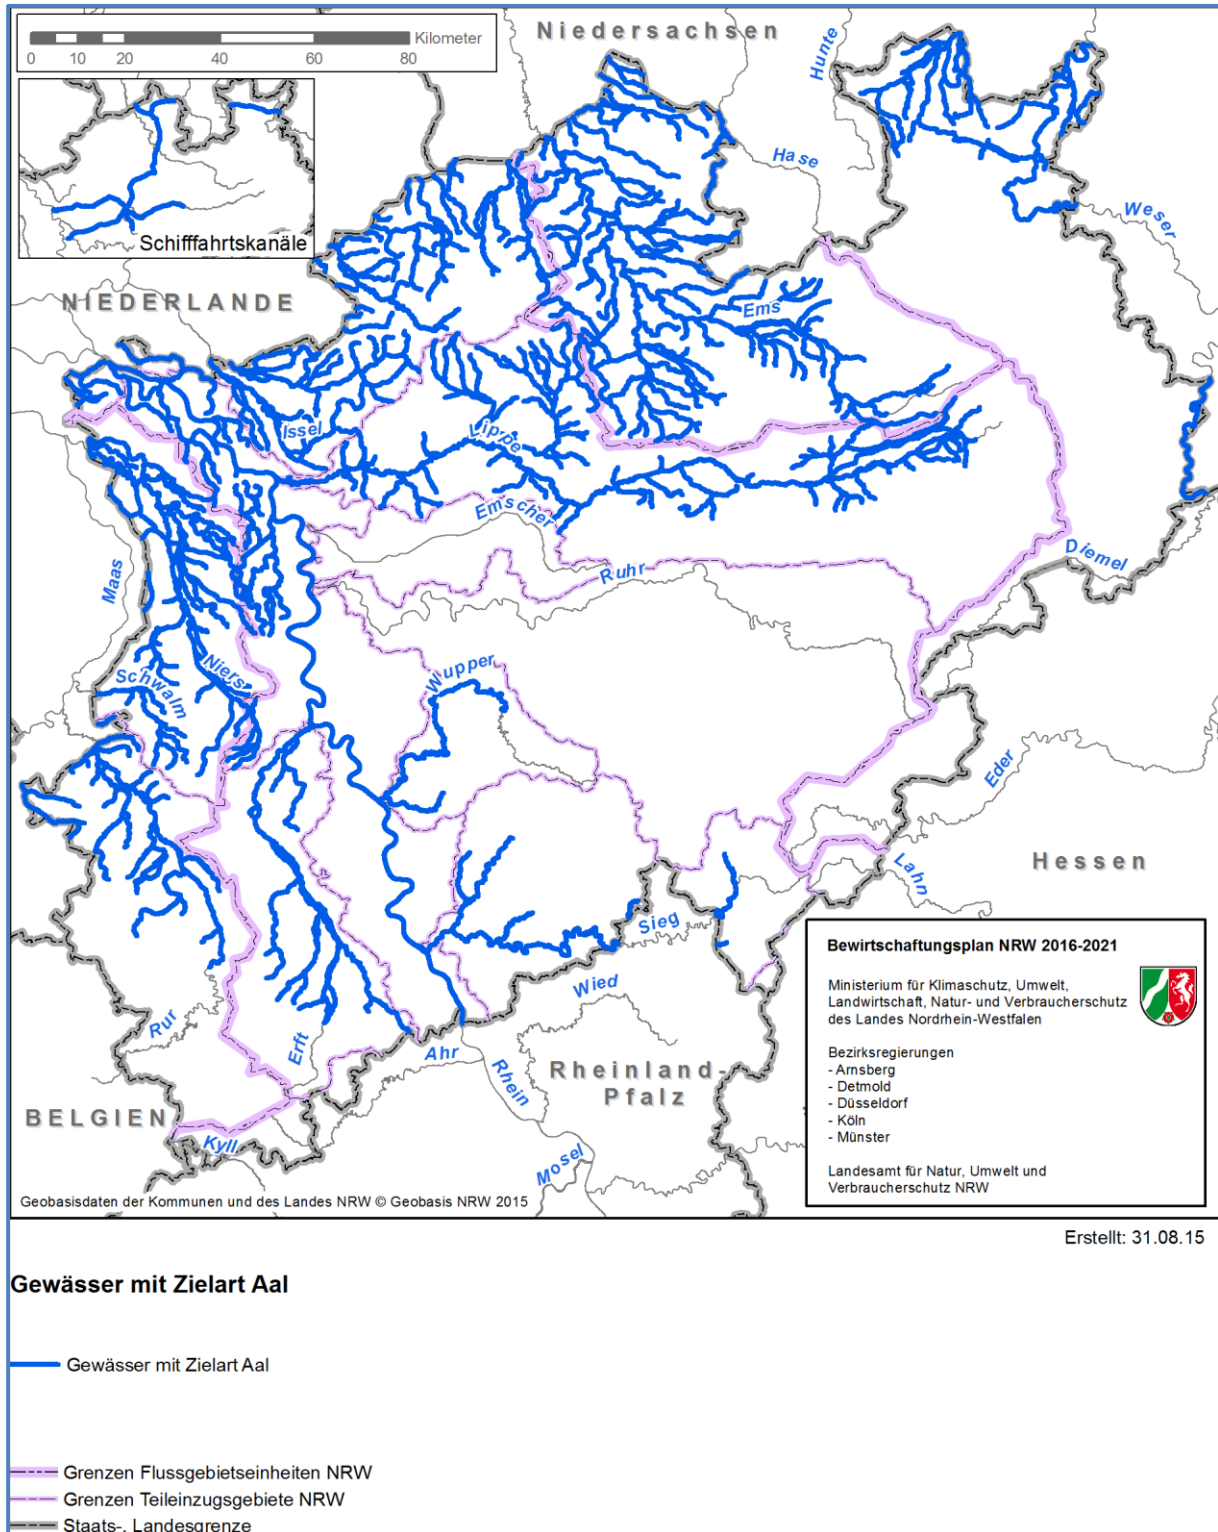 Niedersachsen
Kilometer
0 10 20 40 60 80
Hunte
Hase
Schifffahrtskanäle
Weser
NIEDERLANDE
Ems
Issel
Lippe
Emscher
Maas
Ruhr
Diemel
Wupper
Niers
Schwalm
Eder
Hessen
Lahn
Sieg
Wied
Rur
Erft
Ahr
Rhein
Rheinland-
Pfalz
BELGIEN
Kyll
Mosel
Bewirtschaftungsplan NRW 2016-2021
Ministerium für Klimaschutz, Umwelt,
Landwirtschaft, Natur- und Verbraucherschutz
des Landes Nordrhein-Westfalen
Bezirksregierungen
- Arnsberg
- Detmold
- Düsseldorf
- Köln
- Münster
Landesamt für Natur, Umwelt und
Verbraucherschutz NRW
Geobasisdaten der Kommunen und des Landes NRW © Geobasis NRW 2015
Erstellt: 31.08.15
Gewässer mit Zielart Aal
Gewässer mit Zielart Aal
Grenzen Flussgebietseinheiten NRW
Grenzen Teileinzugsgebiete NRW
Staats-, Landesgrenze